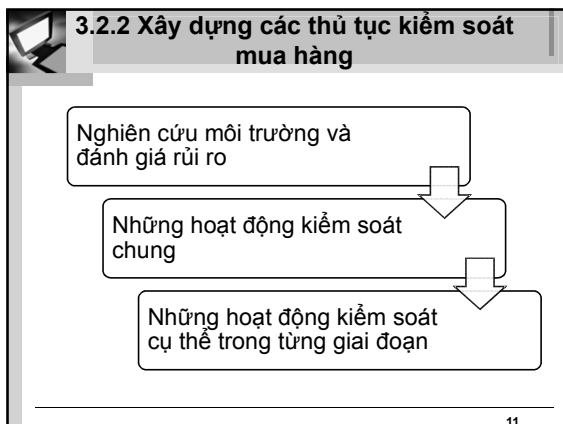 3.2.2 Xây dựng các thủ tục kiểm soát
mua hàng
Nghiên cứu môi trường và
đánh giá rủi ro
Những hoạt động kiểm soát
chung
Những hoạt động kiểm soát
cụ thể trong từng giai đoạn
11